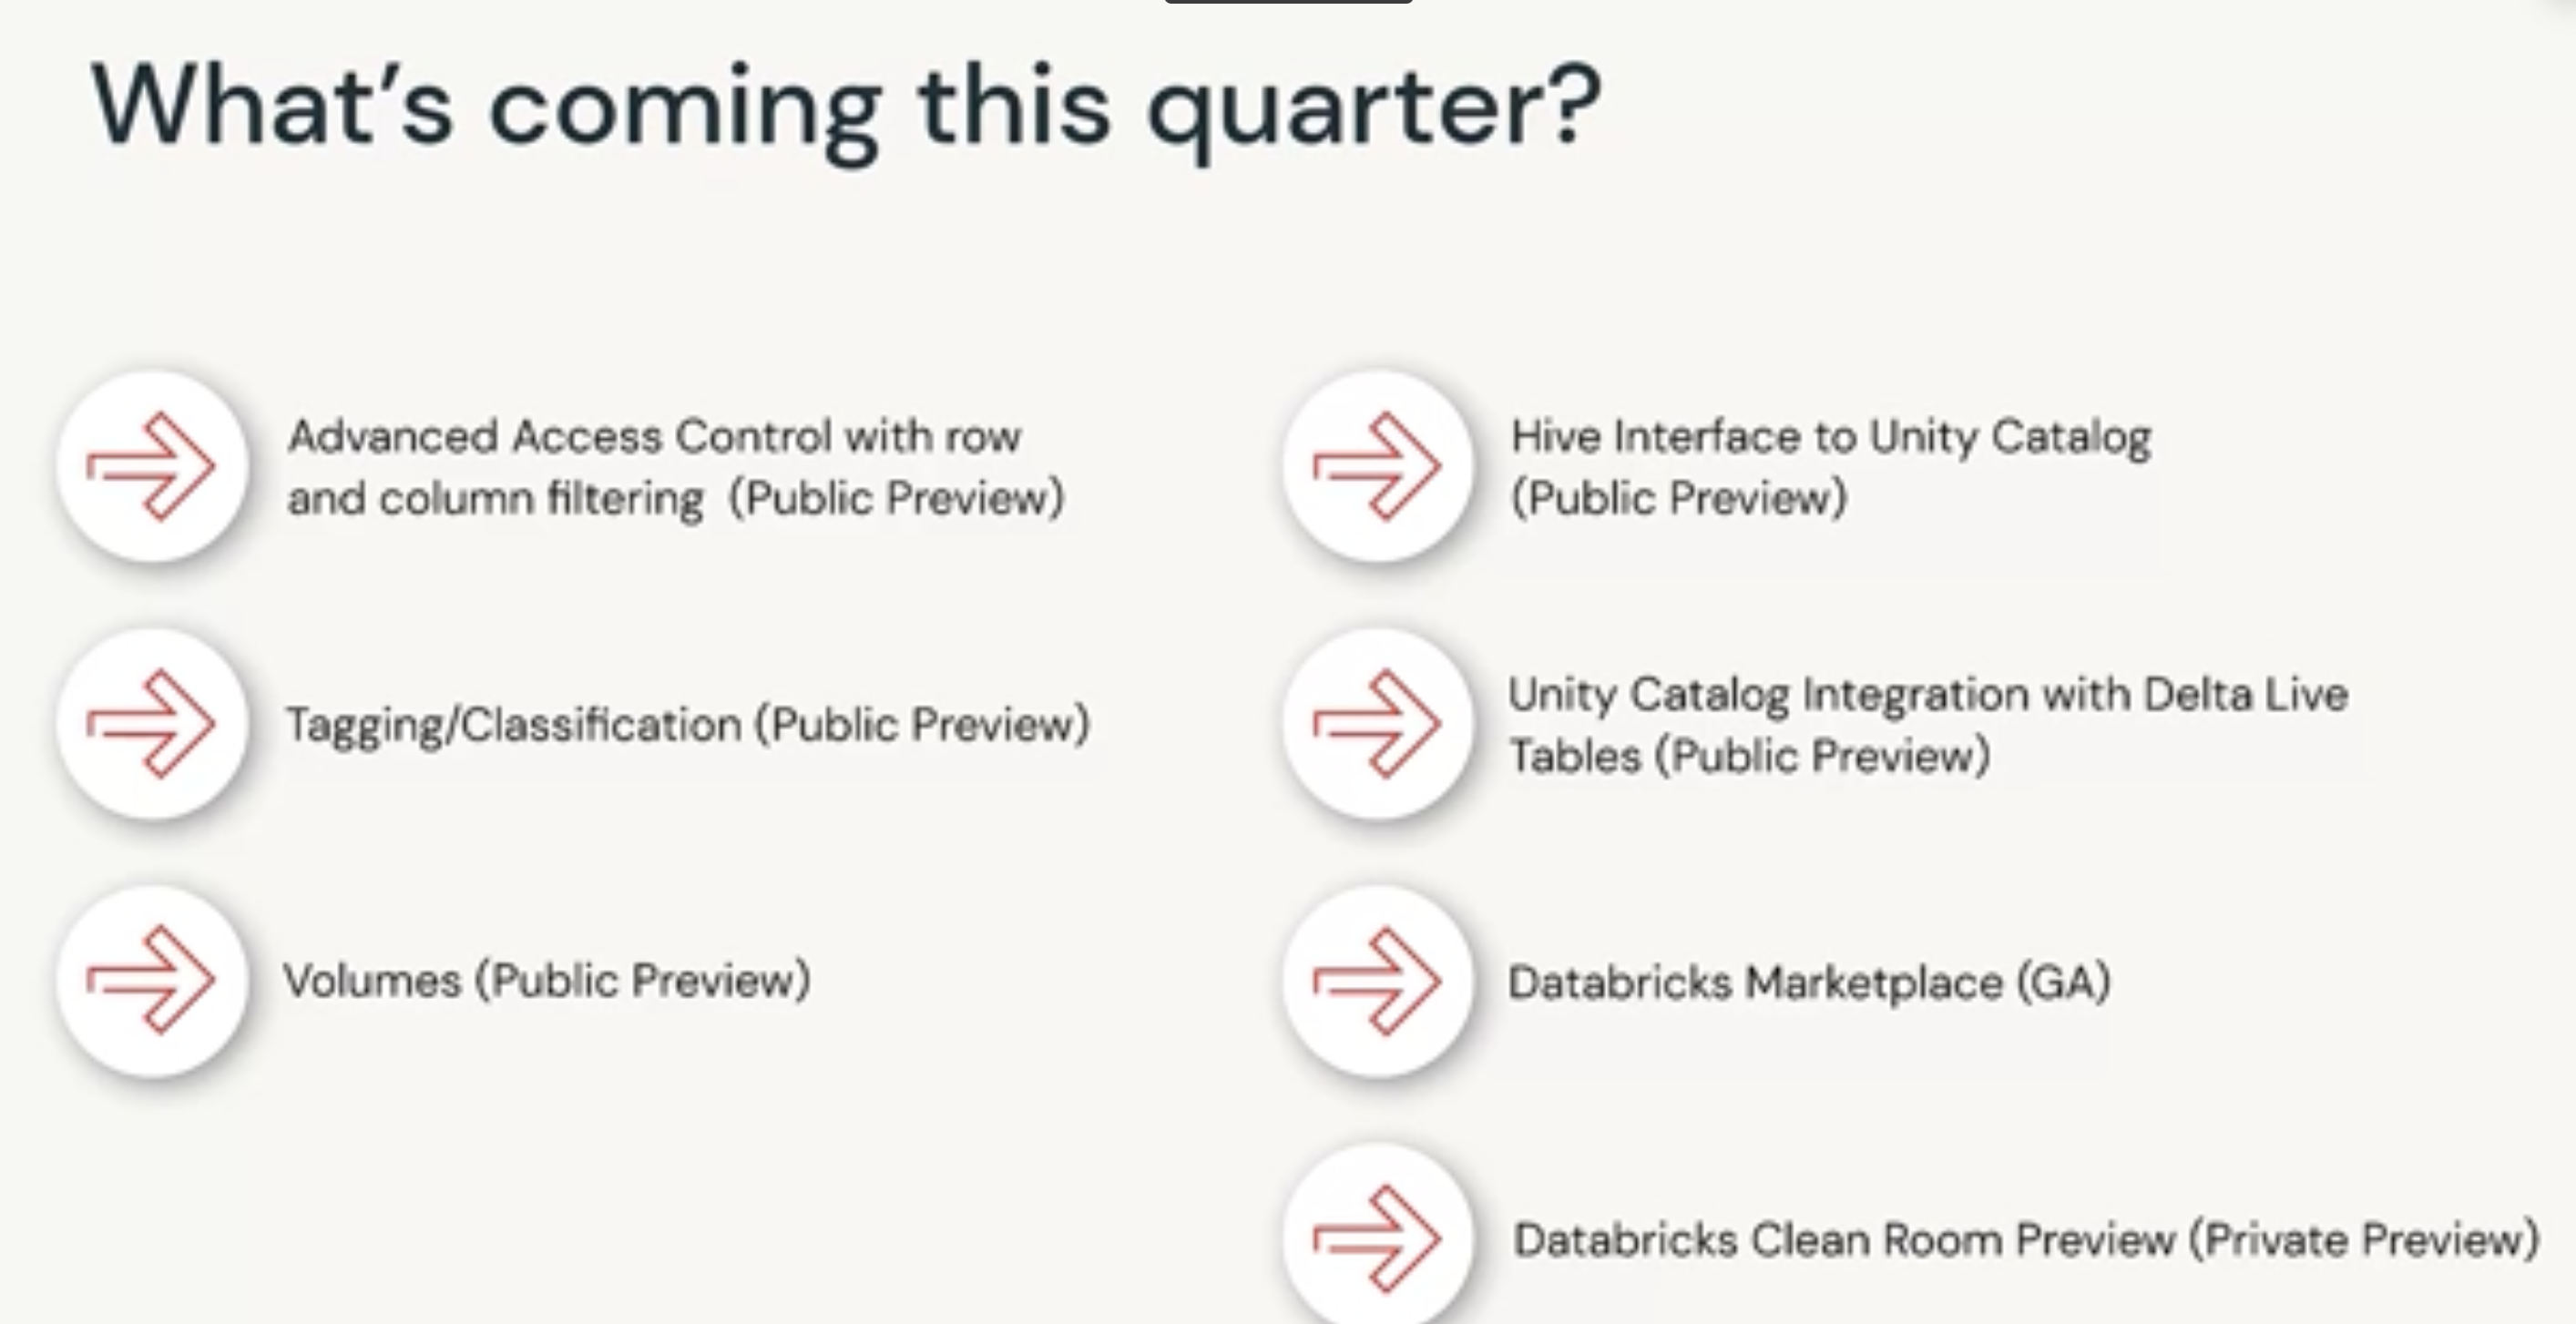 What's coming this quarter?
Advanced Access Control with row
and column filtering (Public Preview)
Tagging/Classification (Public Preview)
Volumes (Public Preview)
Hive Interface to Unity Catalog
(Public Preview)
Unity Catalog Integration with Delta Live
Tables (Public Preview)
Databricks Marketplace (GA)
Databricks Clean Room Preview (Private Preview)